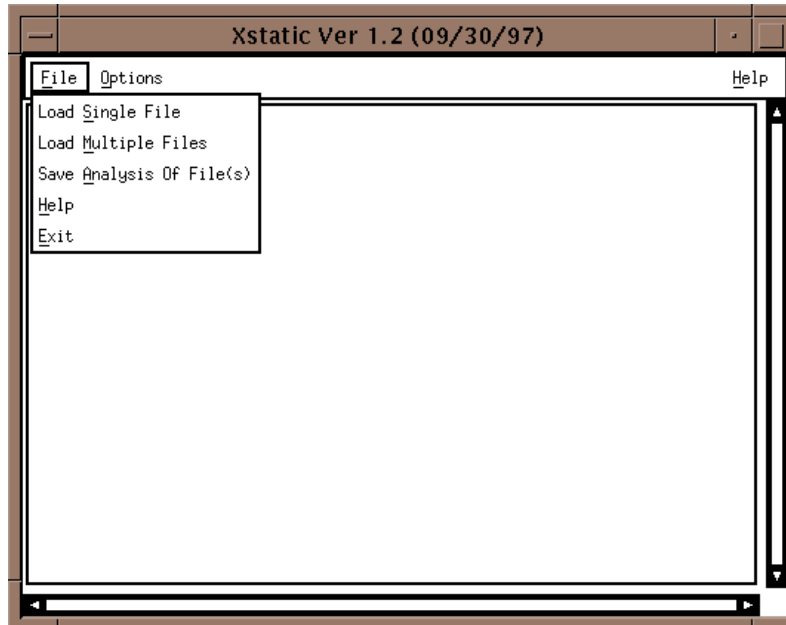 Xstatic Ver 1.2 (09/30/97)
File Options Help
Load Single File
Load Multiple Files
Save Analysis Of File(s)
Help
Exit